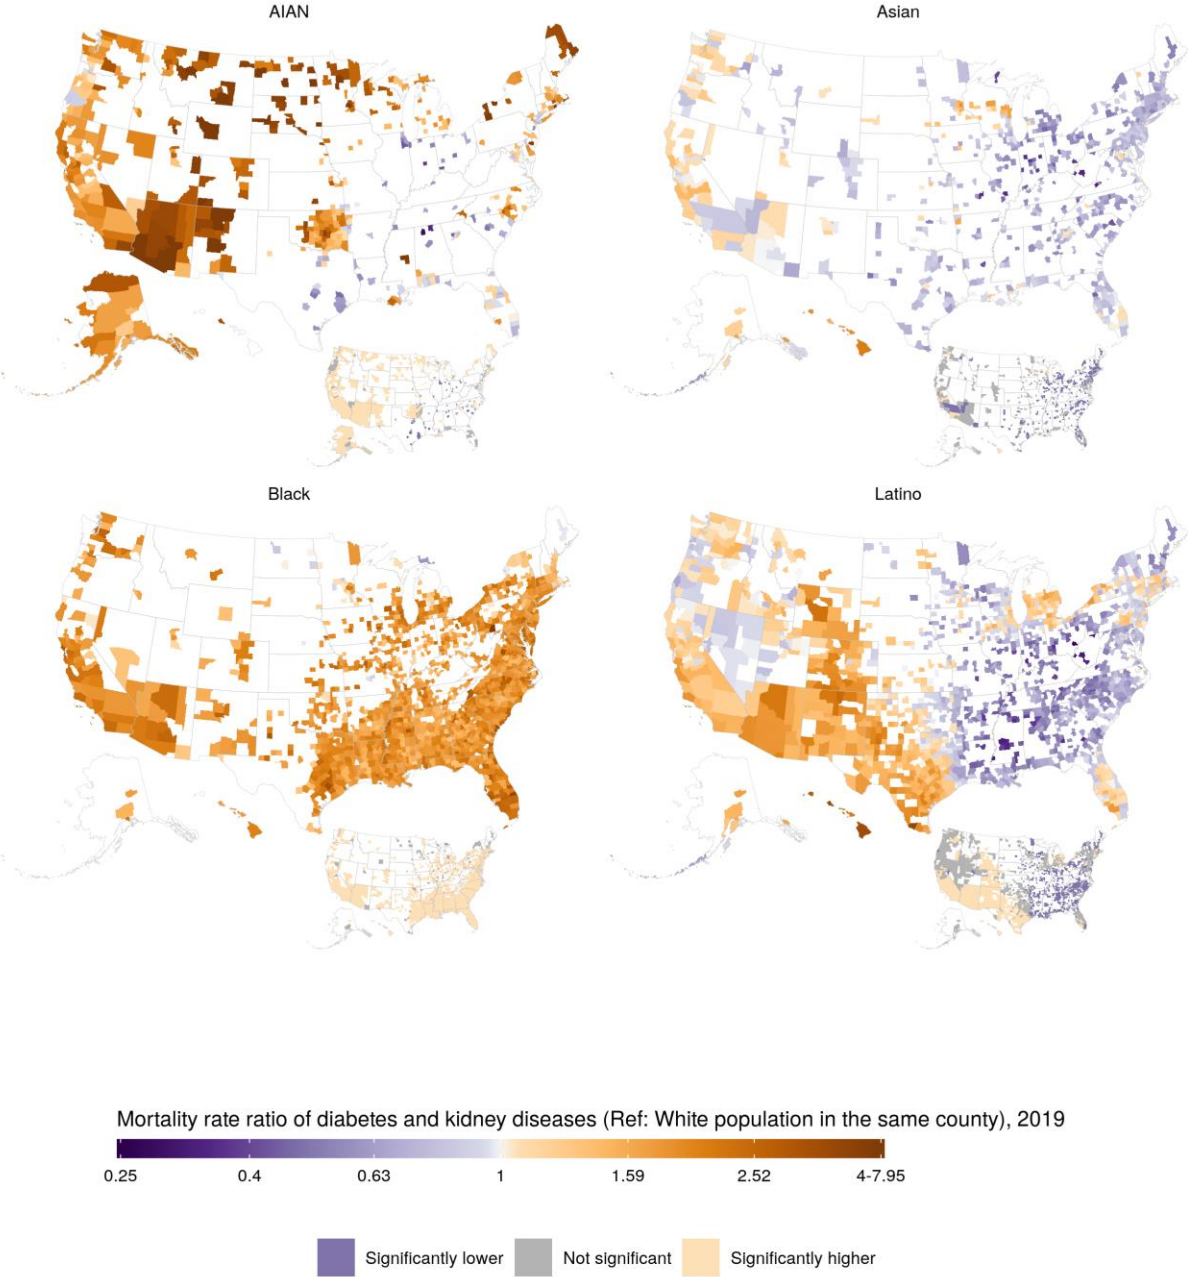 AIAN
Asian
Black
Latino
Mortality rate ratio of diabetes and kidney diseases (Ref: White population in the same county), 2019
0.25 0.4 0.63 1 1.59 2.52 4-7.95
Significantly lower Not significant Significantly higher